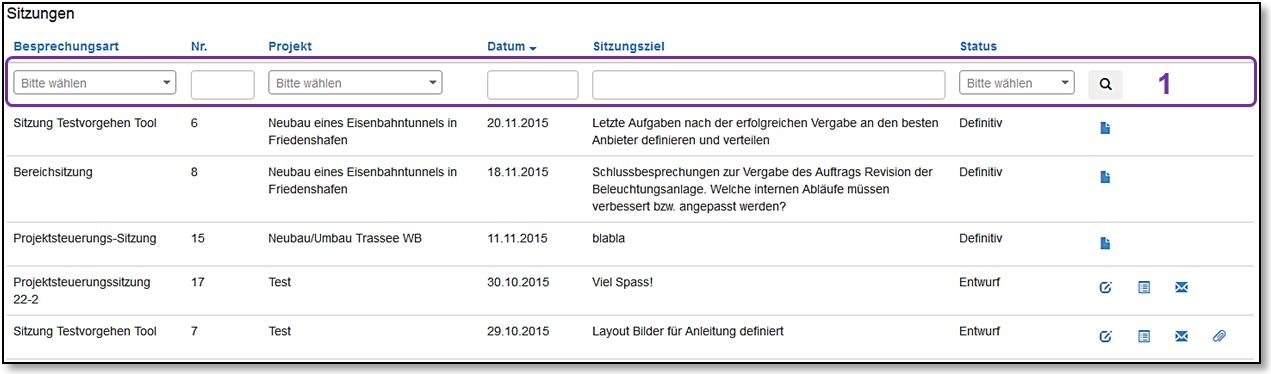 Sitzungen
Besprechungsart Nr. Projekt Datum Sitzungsziel Status
Bitte wählen Bitte wählen Bitte wählen 1
Sitzung Testvorgehen Tool 6 Neubau eines Eisenbahntunnels in 20.11.2015 Letzte Aufgaben nach der erfolgreichen Vergabe an den besten Definitiv
Friedenshafen Anbieter definieren und verteilen
Bereichsitzung 8 Neubau eines Eisenbahntunnels in 18.11.2015 Schlussbesprechungen zur Vergabe des Auftrags Revision der Definitiv
Friedenshafen Beleuchtungsanlage. Welche internen Abläufe müssen
verbessert bzw. angepasst werden?
Projektsteuerungs-Sitzung 15 Neubau/Umbau Trassee WB 11.11.2015 blabla Definitiv
Projektsteuerungssitzung 17 Test 30.10.2015 Viel Spass! Entwurf
22-2
Sitzung Testvorgehen Tool 7 Test 29.10.2015 Layout Bilder für Anleitung definiert Entwurf